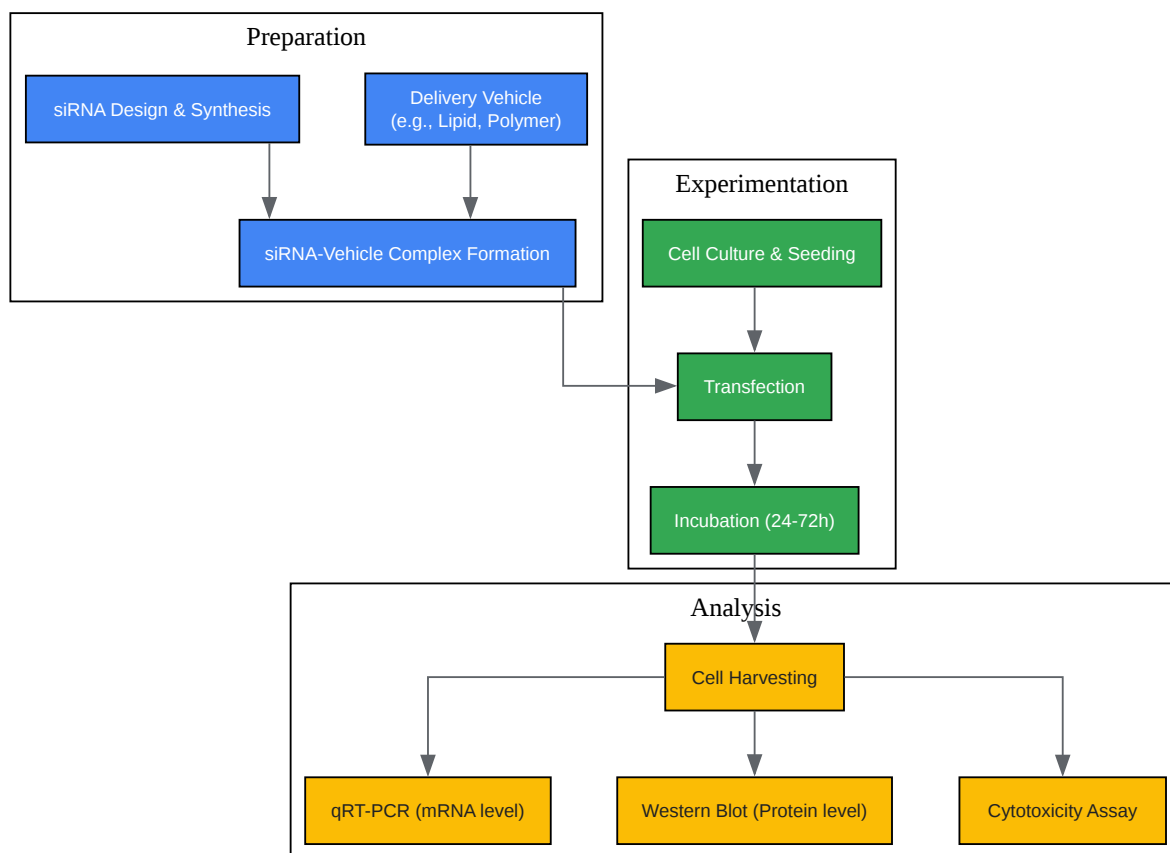 Preparation
siRNA Design & Synthesis
Delivery Vehicle
(e.g., Lipid, Polymer)
siRNA-Vehicle Complex Formation
Experimentation
Cell Culture & Seeding
Transfection
Incubation (24-72h)
Analysis
Cell Harvesting
qRT-PCR (mRNA level)
Western Blot (Protein level)
Cytotoxicity Assay